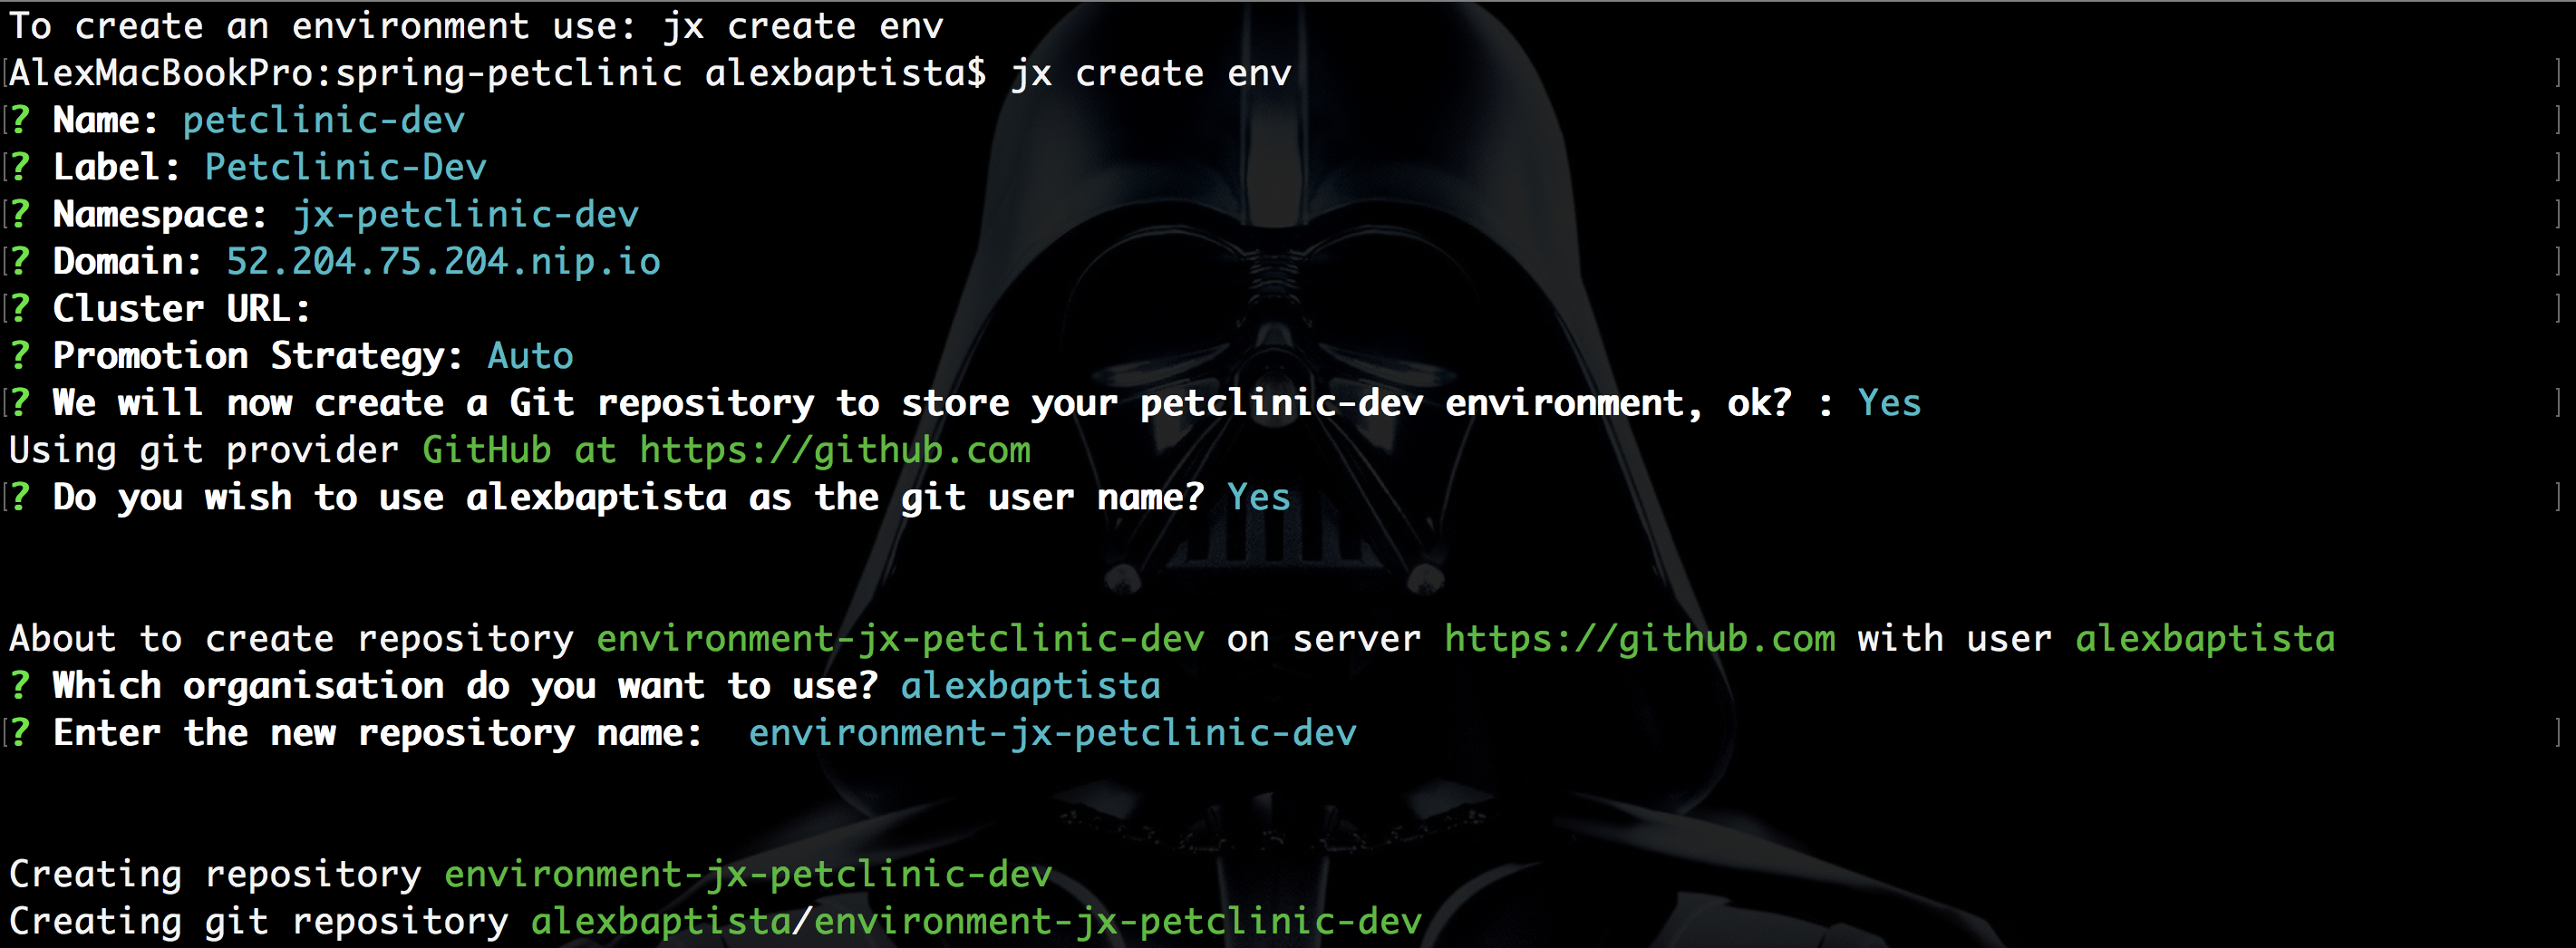 To create an environment use: jx create env
AlexMacBookPro:spring-petclinic alexbaptista$ jx create env
? Name: petclinic-dev
? Label: Petclinic-Dev
? Namespace: jx-petclinic-dev
? Domain: 52.204.75.204.nip.io
? Cluster URL:
? Promotion Strategy: Auto
? We will now create a Git repository to store your petclinic-dev environment, ok? : Yes
Using git provider GitHub at https://github.com
? Do you wish to use alexbaptista as the git user name? Yes
About to create repository environment-jx-petclinic-dev on server https://github.com with user alexbaptista
? Which organisation do you want to use? alexbaptista
? Enter the new repository name:  environment-jx-petclinic-dev
Creating repository environment-jx-petclinic-dev
Creating git repository alexbaptista/environment-jx-petclinic-dev